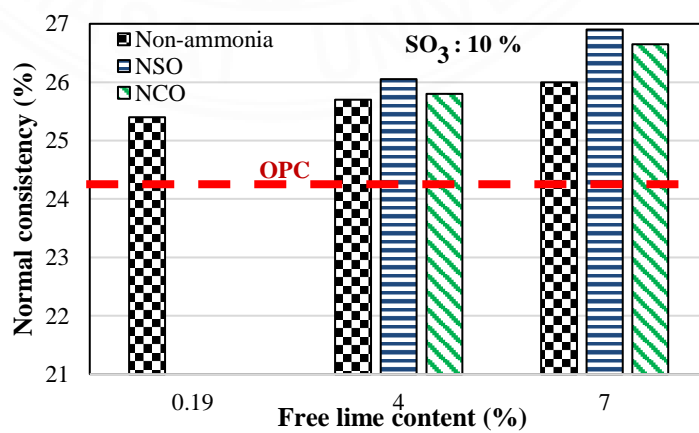 27
26
25
24
23
22
21
Normal consistency (%)
Non-ammonia
NSO
NCO
SO3 : 10 %
OPC
0.19
4
7
Free lime content (%)